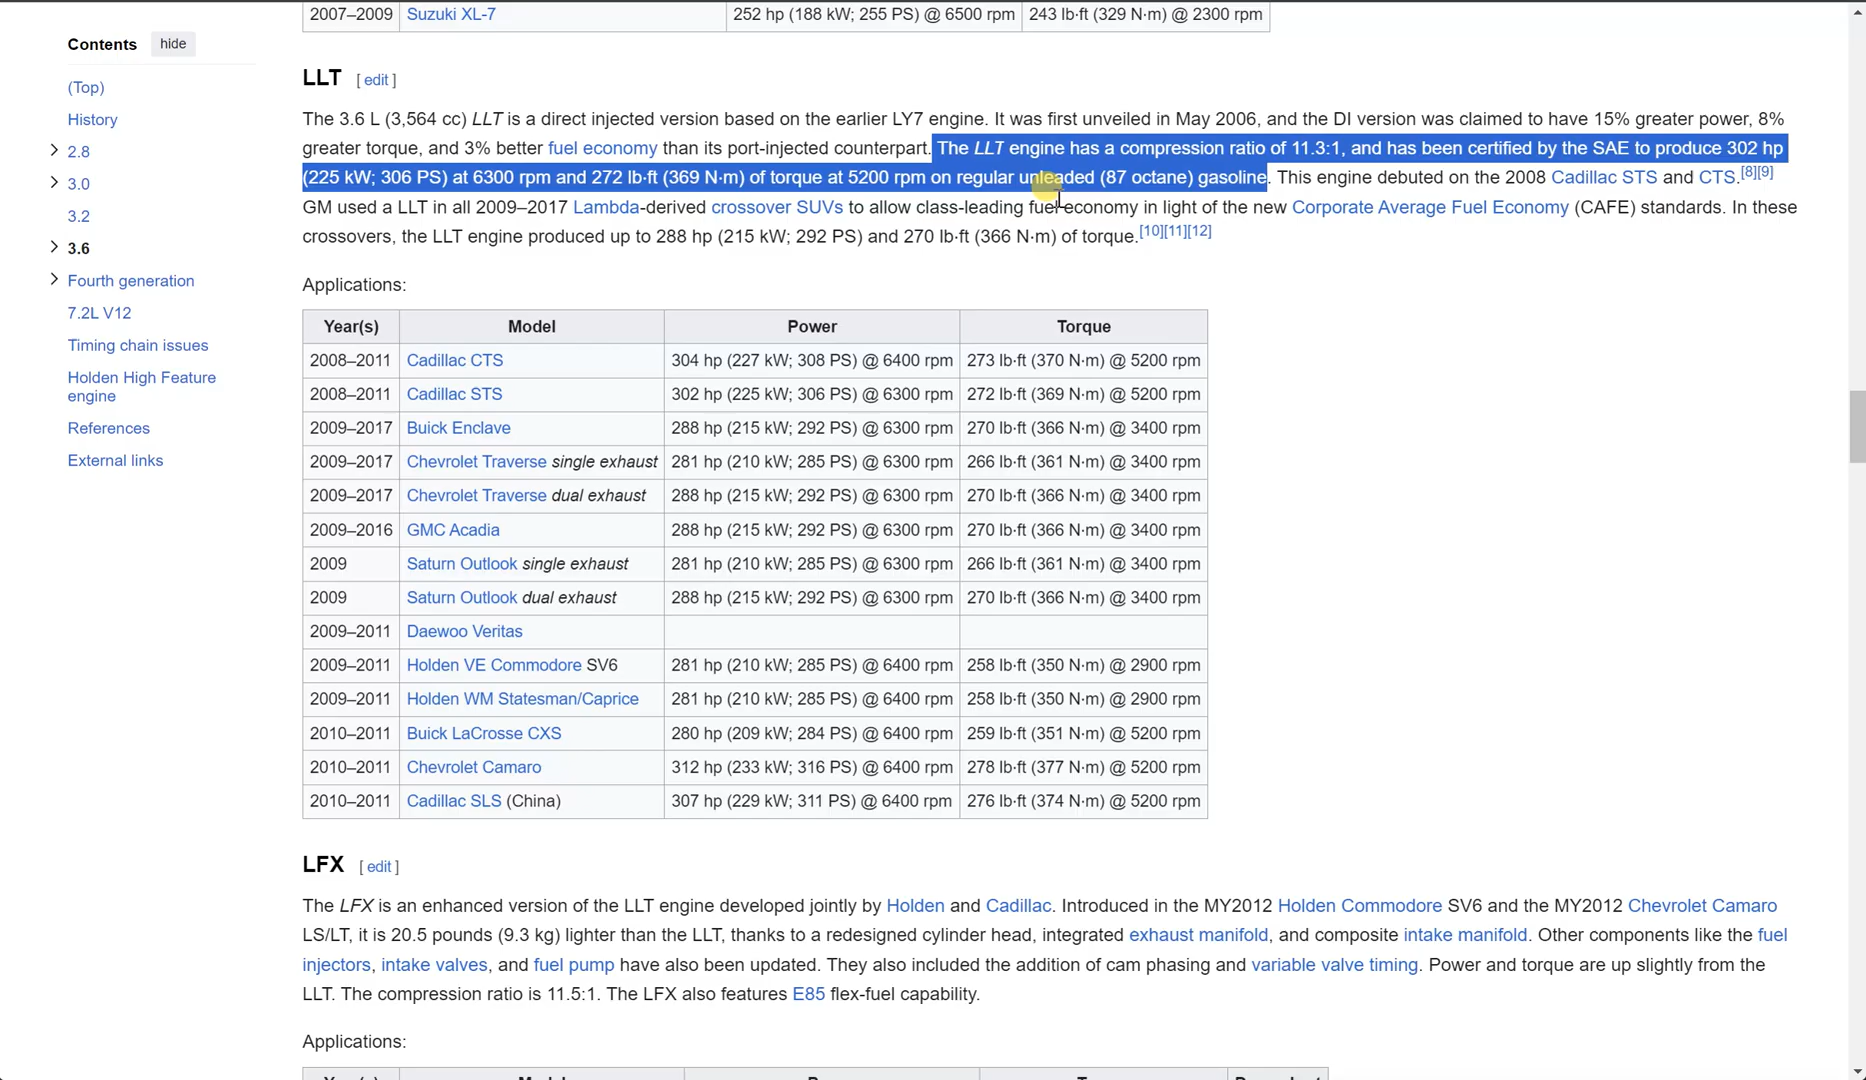 2007–2009 Suzuki XL-7 252 hp (188 kW; 255 PS) @ 6500 rpm 243 lb·ft (329 N·m) @ 2300 rpm
Contents hide
(Top)
History
2.8
3.0
3.2
3.6
Fourth generation
7.2L V12
Timing chain issues
Holden High Feature
engine
References
External links
LLT [ edit ]
The 3.6 L (3,564 cc) LLT is a direct injected version based on the earlier LY7 engine. It was first unveiled in May 2006, and the DI version was claimed to have 15% greater power, 8%
greater torque, and 3% better fuel economy than its port-injected counterpart. The LLT engine has a compression ratio of 11.3:1, and has been certified by the SAE to produce 302 hp
(225 kW; 306 PS) at 6300 rpm and 272 lb·ft (369 N·m) of torque at 5200 rpm on regular unleaded (87 octane) gasoline. This engine debuted on the 2008 Cadillac STS and CTS.[8][9]
GM used a LLT in all 2009–2017 Lambda-derived crossover SUVs to allow class-leading fuel economy in light of the new Corporate Average Fuel Economy (CAFE) standards. In these
crossovers, the LLT engine produced up to 288 hp (215 kW; 292 PS) and 270 lb·ft (366 N·m) of torque.[10][11][12]
Applications:
Year(s) Model Power Torque
2008–2011 Cadillac CTS 304 hp (227 kW; 308 PS) @ 6400 rpm 273 lb·ft (370 N·m) @ 5200 rpm
2008–2011 Cadillac STS 302 hp (225 kW; 306 PS) @ 6300 rpm 272 lb·ft (369 N·m) @ 5200 rpm
2009–2017 Buick Enclave 288 hp (215 kW; 292 PS) @ 6300 rpm 270 lb·ft (366 N·m) @ 3400 rpm
2009–2017 Chevrolet Traverse single exhaust 281 hp (210 kW; 285 PS) @ 6300 rpm 266 lb·ft (361 N·m) @ 3400 rpm
2009–2017 Chevrolet Traverse dual exhaust 288 hp (215 kW; 292 PS) @ 6300 rpm 270 lb·ft (366 N·m) @ 3400 rpm
2009–2016 GMC Acadia 288 hp (215 kW; 292 PS) @ 6300 rpm 270 lb·ft (366 N·m) @ 3400 rpm
2009 Saturn Outlook single exhaust 281 hp (210 kW; 285 PS) @ 6300 rpm 266 lb·ft (361 N·m) @ 3400 rpm
2009 Saturn Outlook dual exhaust 288 hp (215 kW; 292 PS) @ 6300 rpm 270 lb·ft (366 N·m) @ 3400 rpm
2009–2011 Daewoo Veritas
2009–2011 Holden VE Commodore SV6 281 hp (210 kW; 285 PS) @ 6400 rpm 258 lb·ft (350 N·m) @ 2900 rpm
2009–2011 Holden WM Statesman/Caprice 281 hp (210 kW; 285 PS) @ 6400 rpm 258 lb·ft (350 N·m) @ 2900 rpm
2010–2011 Buick LaCrosse CXS 280 hp (209 kW; 284 PS) @ 6400 rpm 259 lb·ft (351 N·m) @ 5200 rpm
2010–2011 Chevrolet Camaro 312 hp (233 kW; 316 PS) @ 6400 rpm 278 lb·ft (377 N·m) @ 5200 rpm
2010–2011 Cadillac SLS (China) 307 hp (229 kW; 311 PS) @ 6400 rpm 276 lb·ft (374 N·m) @ 5200 rpm
LFX [ edit ]
The LFX is an enhanced version of the LLT engine developed jointly by Holden and Cadillac. Introduced in the MY2012 Holden Commodore SV6 and the MY2012 Chevrolet Camaro
LS/LT, it is 20.5 pounds (9.3 kg) lighter than the LLT, thanks to a redesigned cylinder head, integrated exhaust manifold, and composite intake manifold. Other components like the fuel
injectors, intake valves, and fuel pump have also been updated. They also included the addition of cam phasing and variable valve timing. Power and torque are up slightly from the
LLT. The compression ratio is 11.5:1. The LFX also features E85 flex-fuel capability.
Applications: